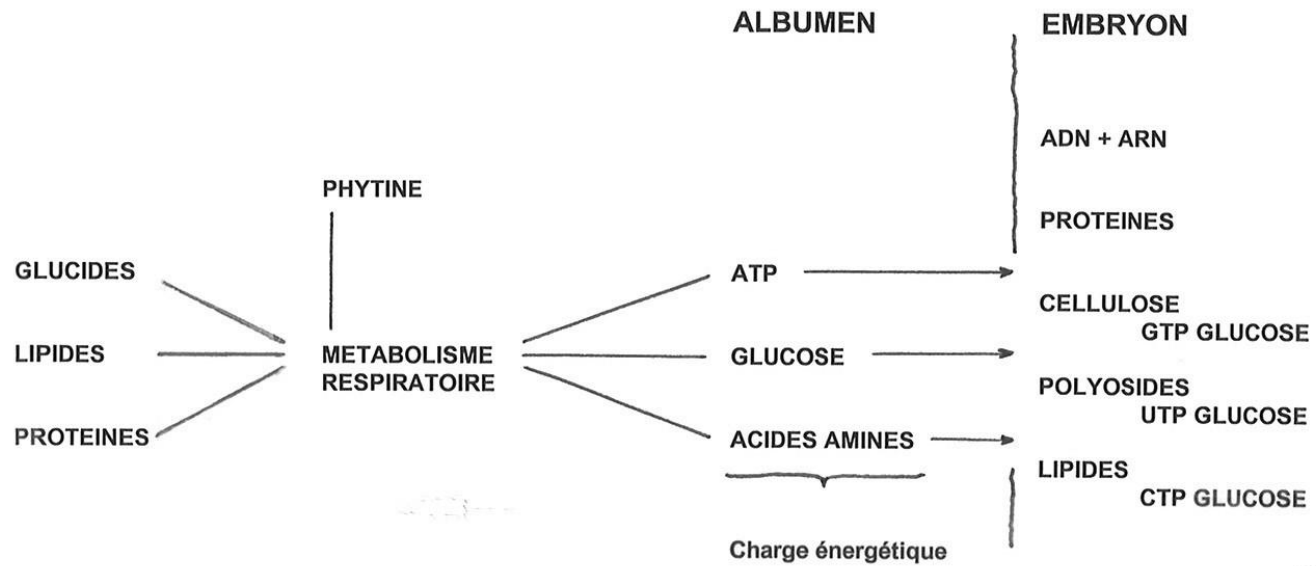 ALBUMEN
EMBRYON
ADN + ARN
PHYTINE
PROTEINES
GLUCIDES
ATP
CELLULOSE
GTP GLUCOSE
LIPIDES
METABOLISME
RESPIRATOIRE
GLUCOSE
POLYOSIDES
UTP GLUCOSE
PROTEINES
ACIDES AMINES
LIPIDES
CTP GLUCOSE
Charge énergétique